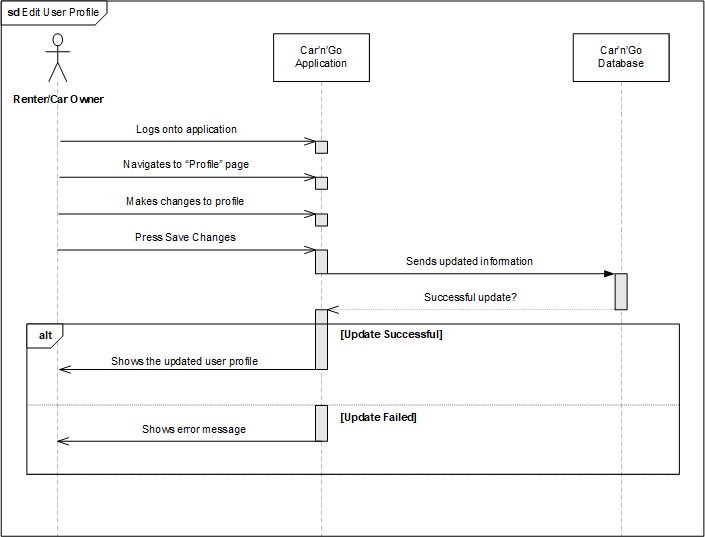 sd Edit User Profile
Car'n'Go
Application
Car'n'Go
Database
Renter/Car Owner
Logs onto application
Navigates to “Profile” page
Makes changes to profile
Press Save Changes
Sends updated information
Successful update?
alt
[Update Successful]
Shows the updated user profile
[Update Failed]
Shows error message